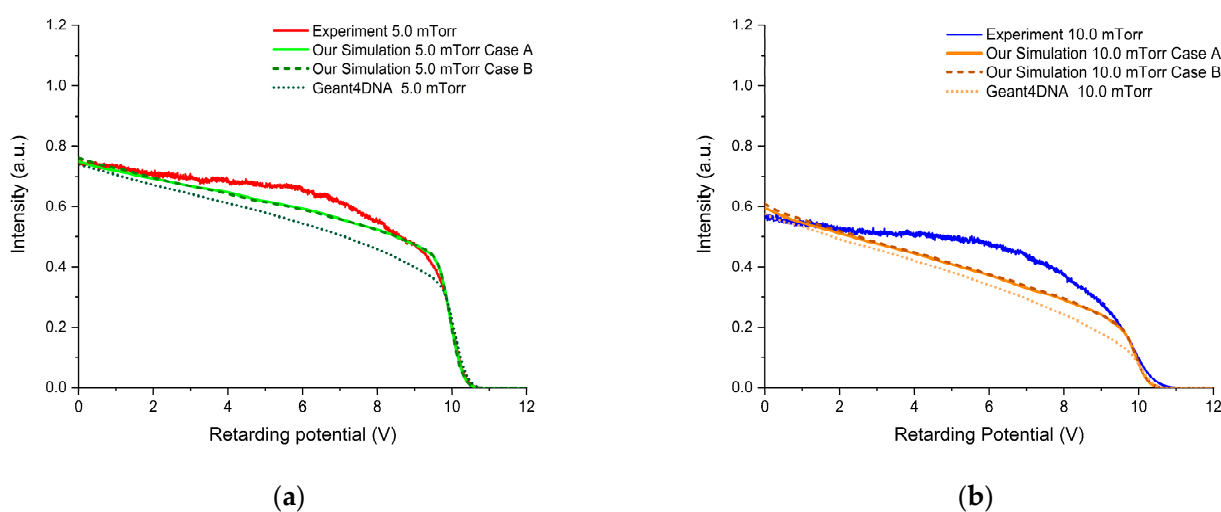 1.2
1.0
0.8
0.6
0.4
0.2
0.0
Intensity (a.u.)
Experiment 5.0 mTorr
Our Simulation 5.0 mTorr Case A
Our Simulation 5.0 mTorr Case B
Geant4DNA 5.0 mTorr
0 2 4 6 8 10 12
Retarding potential (V)
(a)
1.2
1.0
0.8
0.6
0.4
0.2
0.0
Intensity (a.u.)
Experiment 10.0 mTorr
Our Simulation 10.0 mTorr Case A
Our Simulation 10.0 mTorr Case B
Geant4DNA 10.0 mTorr
0 2 4 6 8 10 12
Retarding Potential (V)
(b)